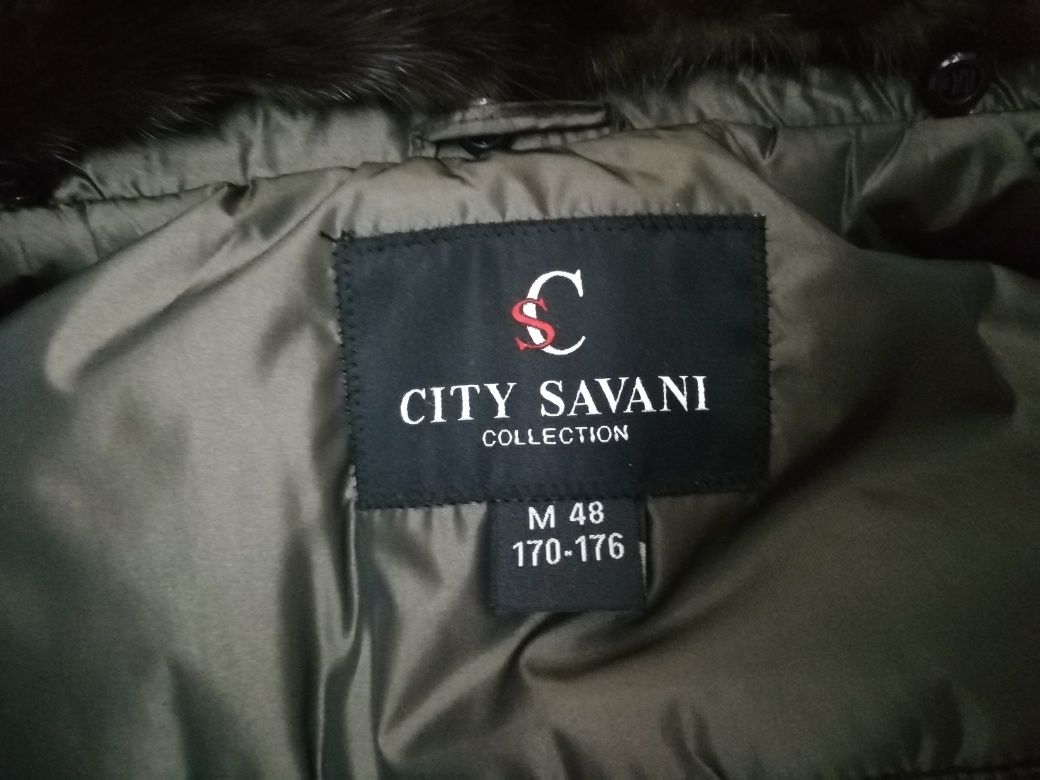 SC
CITY SAVANI
COLLECTION
M 48
170-176